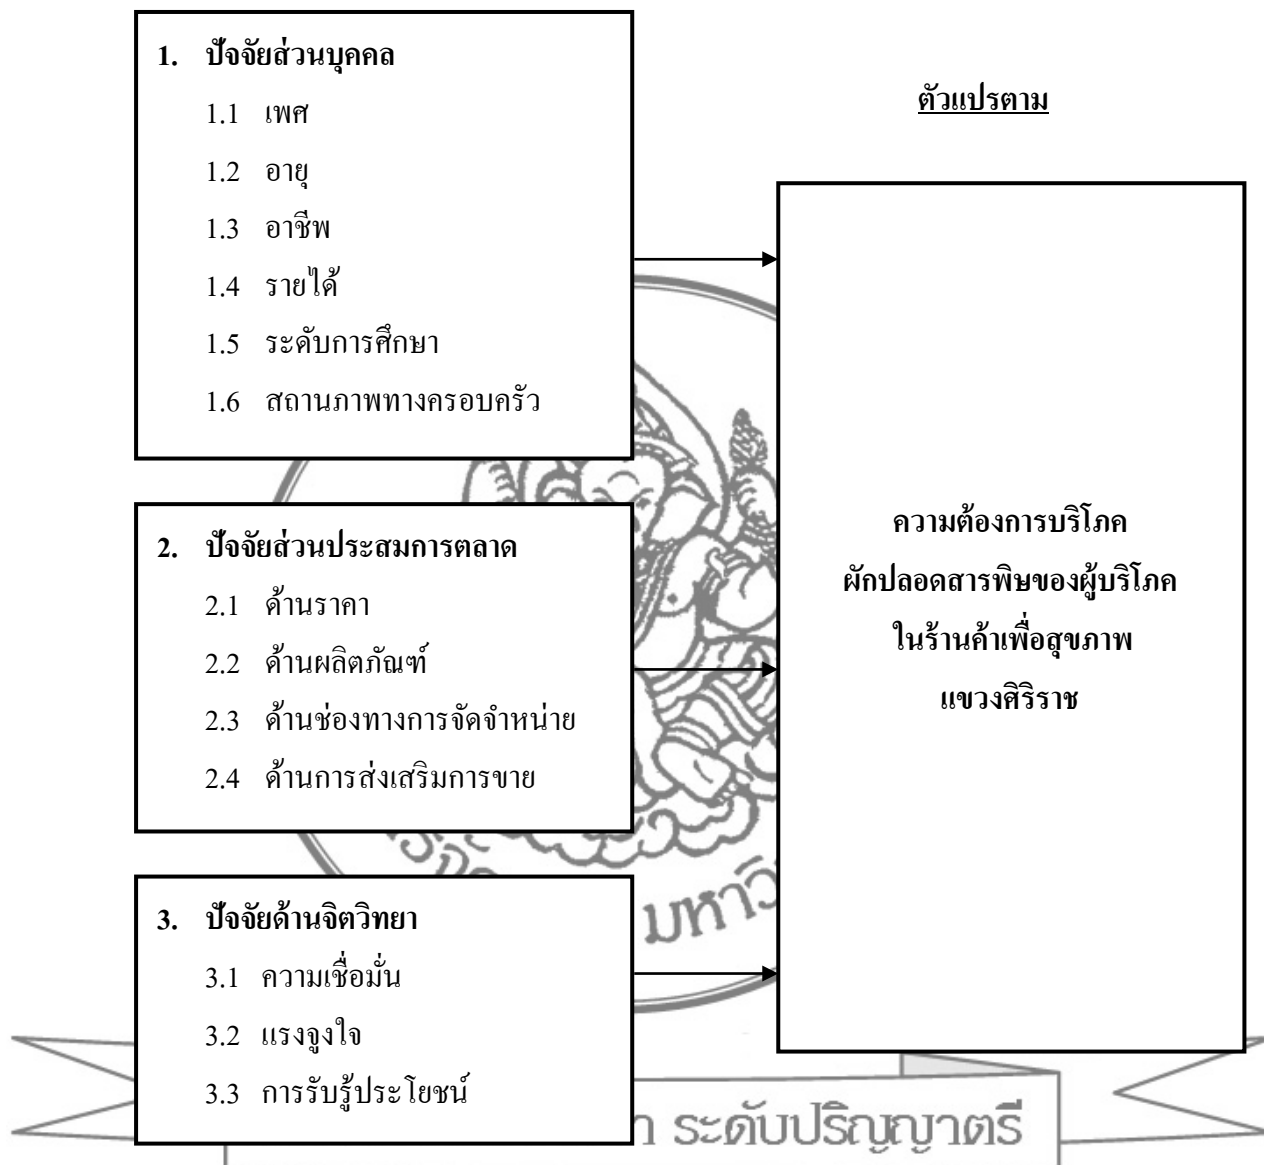 1. ปัจจัยส่วนบุคคล
1.1 เพศ
1.2 อายุ
1.3 อาชีพ
1.4 รายได้
1.5 ระดับการศึกษา
1.6 สถานภาพทางครอบครัว
2. ปัจจัยส่วนประสมการตลาด
2.1 ด้านราคา
2.2 ด้านผลิตภัณฑ์
2.3 ด้านช่องทางการจัดจำหน่าย
2.4 ด้านการส่งเสริมการขาย
3. ปัจจัยด้านจิตวิทยา
3.1 ความเชื่อมั่น
3.2 แรงจูงใจ
3.3 การรับรู้ประโยชน์
ตัวแปรตาม
ความต้องการบริโภค
ผักปลอดสารพิษของผู้บริโภค
ในร้านค้าเพื่อสุขภาพ
แขวงศิริราช
ระดับปริญญาตรี